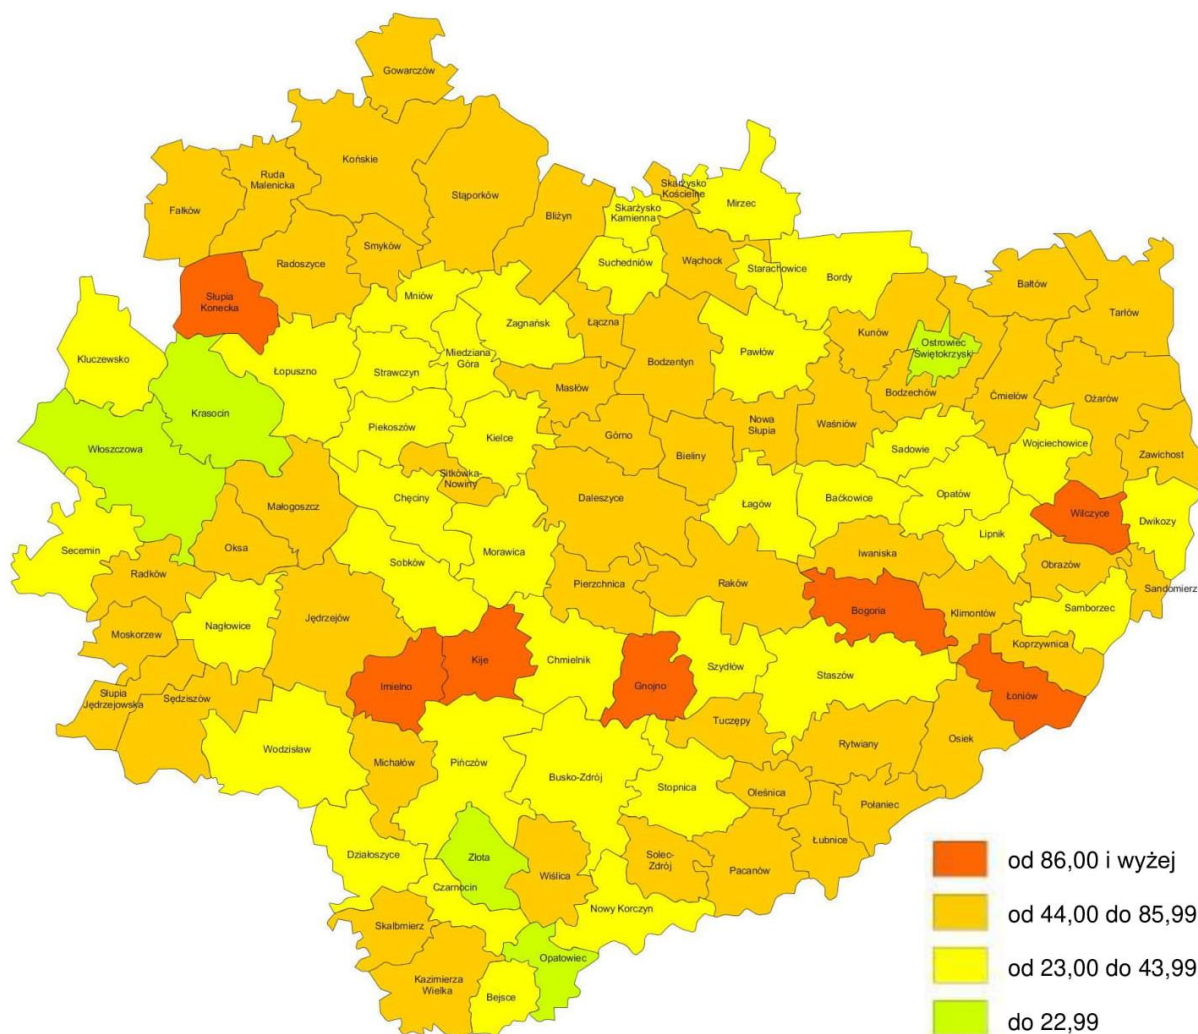 Gowarczów
Końskie
Ruda
Malenicka
Stąporków
Fałków
Bliżyn
Skarżysko
Kościelne
Skarżysko
Kamienna
Mirzec
Smyków
Radoszyce
Suchedniów
Wąchock
Starachowice
Bordy
Bałtów
Tarłów
Słupia
Konecka
Mniów
Zagnańsk
Łączna
Kunów
Ostrowiec
Świętokrzysk
Kluczewsko
Łopuszno
Strawczyn
Miedziana
Góra
Bodzentyn
Pawłów
Masłów
Bodzechów
Ćmielów
Ożarów
Krasocin
Piekoszów
Kielce
Górno
Nowa
Słupia
Waśniów
Włoszczowa
Sitkówka-
Nowiny
Bieliny
Sadowie
Wojciechowice
Zawichost
Małogoszcz
Chęciny
Daleszyce
Łagów
Baćkowice
Opatów
Wilczyce
Dwikozy
Secemin
Oksa
Sobków
Morawica
Lipnik
Iwaniska
Radków
Pierzchnica
Raków
Obrazów
Sandomierz
Moskorzew
Nagłowice
Jędrzejów
Bogoria
Klimontów
Samborzec
Koprzywnica
Imielno
Kije
Chmielnik
Gnojno
Szydłów
Staszów
Łoniów
Słupia
Jędrzejowska
Sędziszów
Wodzisław
Michałów
Pińczów
Busko-Zdrój
Tuczępy
Rytwiany
Osiek
Stopnica
Oleśnica
Połaniec
Łubnice
Działoszyce
Złota
Czarnocin
Wiślica
Solec-
Zdrój
Pacanów
Nowy Korczyn
Skalbmierz
Kazimierza
Wielka
Opatowiec
Bejsce
od 86,00 i wyżej
od 44,00 do 85,99
od 23,00 do 43,99
do 22,99